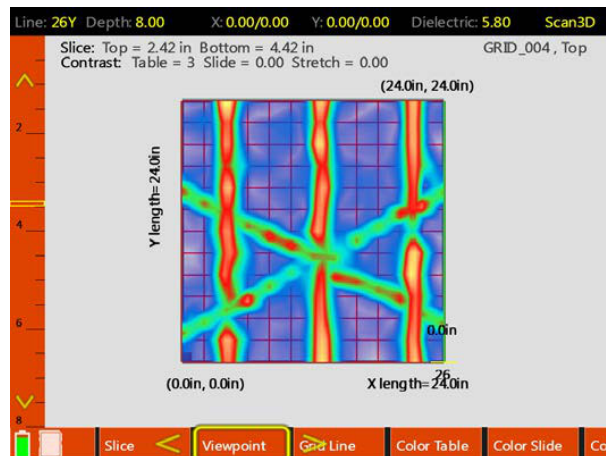 Line: 26Y Depth: 8.00 X: 0.00/0.00 Y: 0.00/0.00 Dielectric: 5.80 Scan3D
Slice: Top = 2.42 in Bottom = 4.42 in GRID_004 , Top
Contrast: Table = 3 Slide = 0.00 Stretch = 0.00
(24.0in, 24.0in)
2
Y length=24.0in
4
6
0.0in
26
(0.0in, 0.0in) X length=24.0in
8
Slice < Viewpoint > Grid Line Color Table Color Slide Co